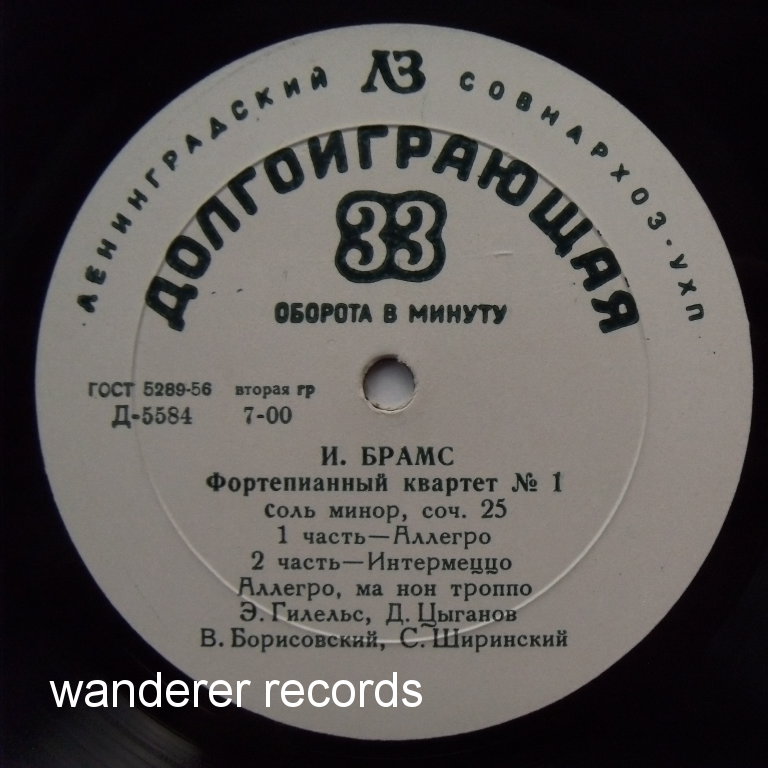 ЛЕНИНГРАДСКИЙ ЛЗ СОВНАРХОЗ-УХП
ДОЛГОИГРАЮЩАЯ
33
ОБОРОТА В МИНУТУ
ГОСТ 5289-56 вторая гр
Д-5584 7-00
И. БРАМС
Фортепианный квартет № 1
соль минор, соч. 25
1 часть—Аллегро
2 часть—Интермеццо
Аллегро, ма нон троппо
Э. Гилельс, Д. Цыганов
В. Борисовский, С. Ширинский
wanderer records